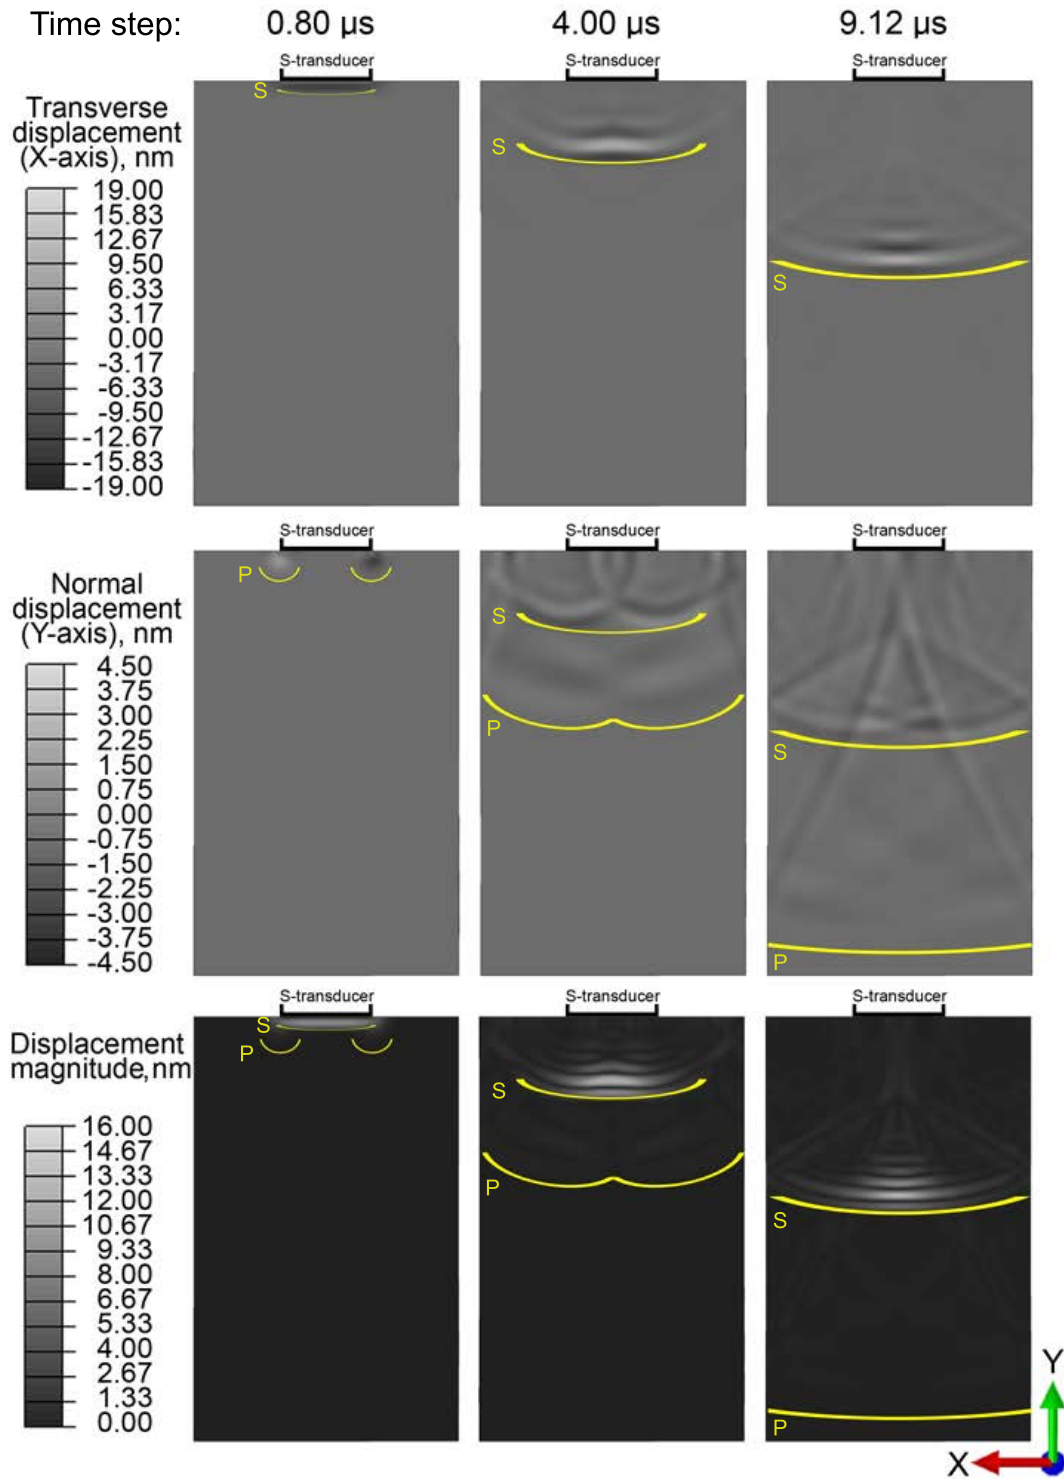 Time step: 0.80 µs 4.00 µs 9.12 µs
S-transducer S-transducer S-transducer
Transverse
displacement
(X-axis), nm
19.00
15.83
12.67
9.50
6.33
3.17
0.00
-3.17
-6.33
-9.50
-12.67
-15.83
-19.00
S
S
S
S-transducer S-transducer S-transducer
Normal
displacement
(Y-axis), nm
4.50
3.75
3.00
2.25
1.50
0.75
0.00
-0.75
-1.50
-2.25
-3.00
-3.75
-4.50
P
S
P
S
P
S-transducer S-transducer S-transducer
Displacement
magnitude, nm
16.00
14.67
13.33
12.00
10.67
9.33
8.00
6.67
5.33
4.00
2.67
1.33
0.00
S
P
S
P
S
P
Y
X